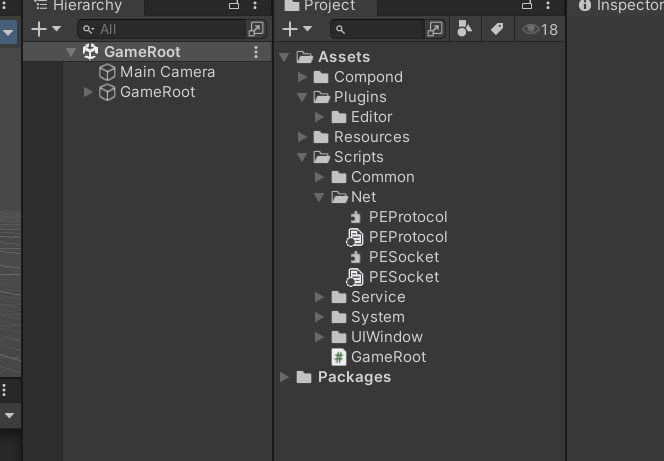 Hierarchy
All
GameRoot
Main Camera
GameRoot
Project
18
Assets
Compond
Plugins
Editor
Resources
Scripts
Common
Net
PEProtocol
PEProtocol
PESocket
PESocket
Service
System
UIWindow
# GameRoot
Packages
Inspector